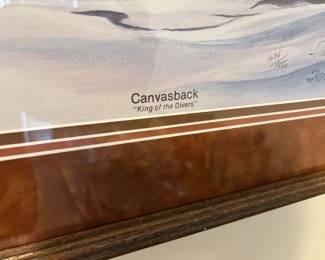 Canvasback
"King of the Divers"